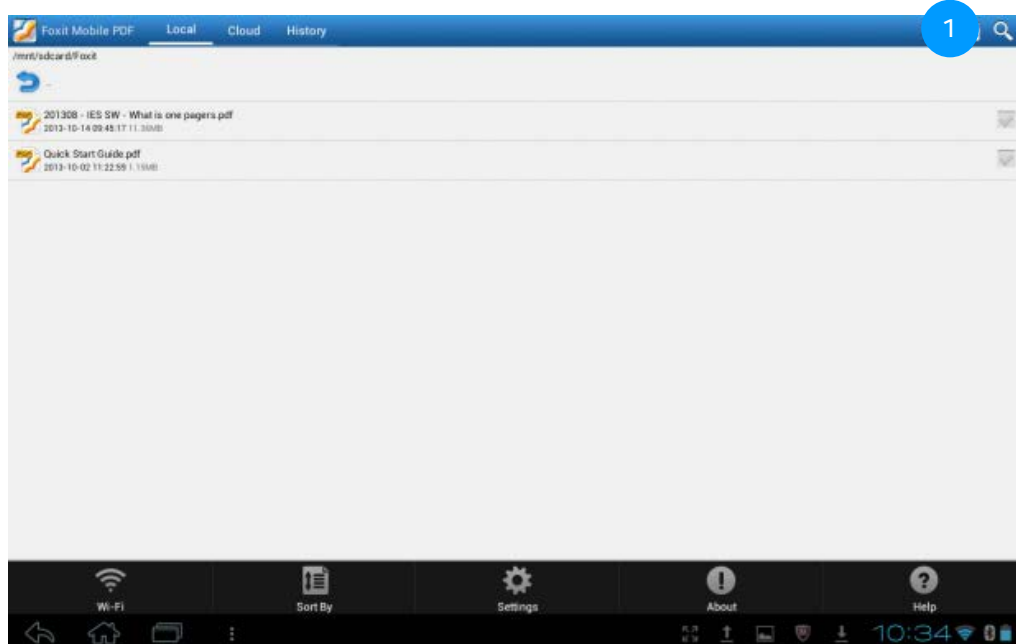 Foxit Mobile PDF Local Cloud History 1
/mnt/sdcard/Foxit
..
201308 - IES SW - What is one pagers.pdf
2013-10-14 09:48:17 11.36MB
Quick Start Guide.pdf
2013-10-02 11:22:59 1.15MB
Wi-Fi Sort By Settings About Help
10:34